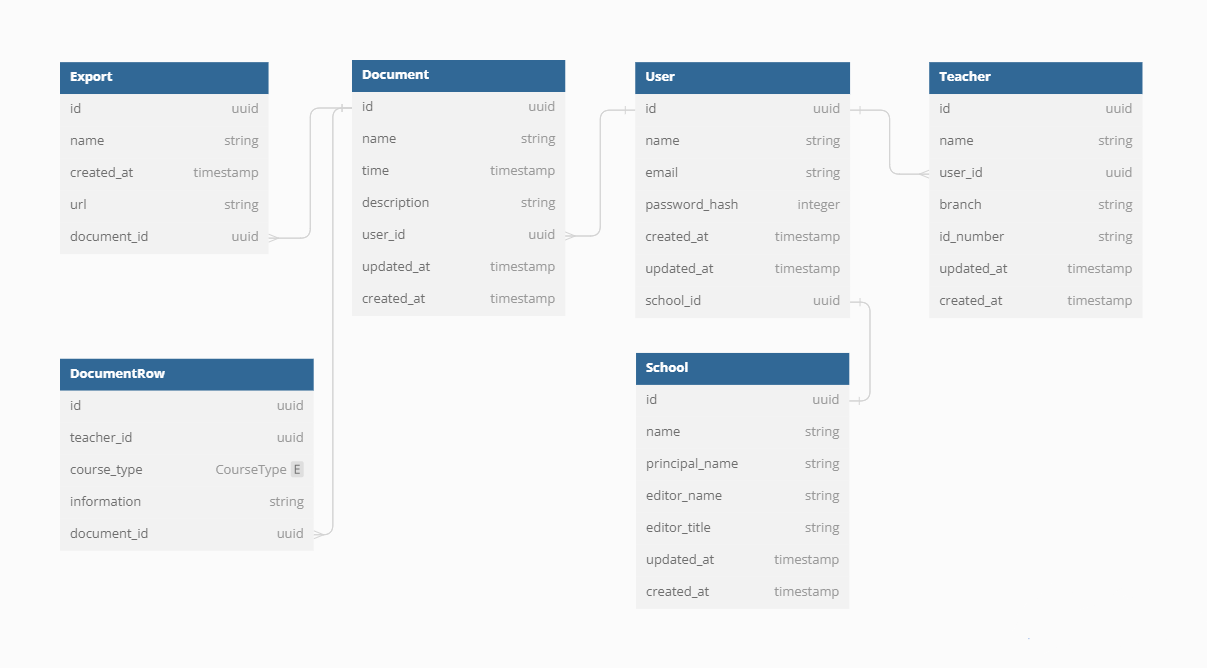 Export
id uuid
name string
created_at timestamp
url string
document_id uuid
Document
id uuid
name string
time timestamp
description string
user_id uuid
updated_at timestamp
created_at timestamp
User
id uuid
name string
email string
password_hash integer
created_at timestamp
updated_at timestamp
school_id uuid
Teacher
id uuid
name string
user_id uuid
branch string
id_number string
updated_at timestamp
created_at timestamp
DocumentRow
id uuid
teacher_id uuid
course_type CourseType E
information string
document_id uuid
School
id uuid
name string
principal_name string
editor_name string
editor_title string
updated_at timestamp
created_at timestamp